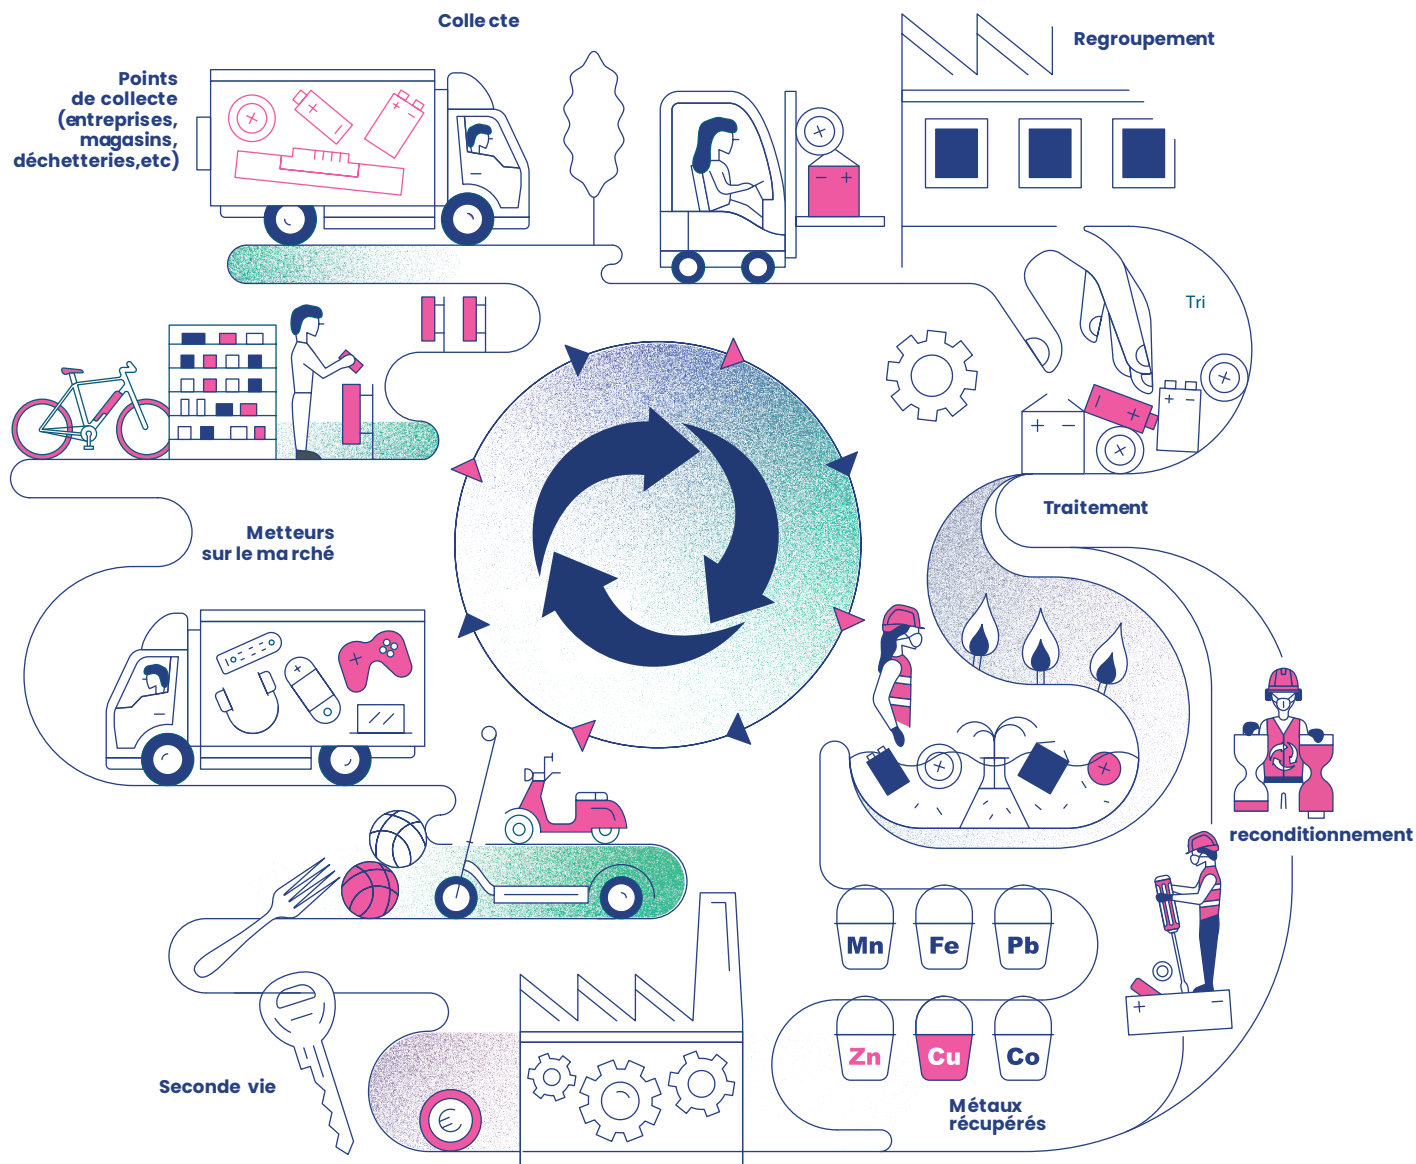 Collecte
Regroupement
Points
de collecte
(entreprises,
magasins,
déchetteries,etc)
Tri
Traitement
Metteurs
sur le marché
reconditionnement
Mn
Fe
Pb
Zn
Cu
Co
Métaux
récupérés
Seconde vie